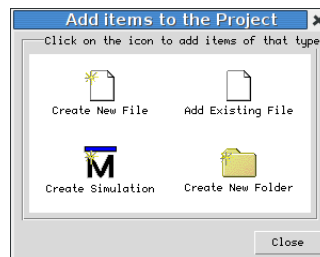 Add items to the Project
Click on the icon to add items of that type
Create New File
Add Existing File
Create Simulation
Create New Folder
Close